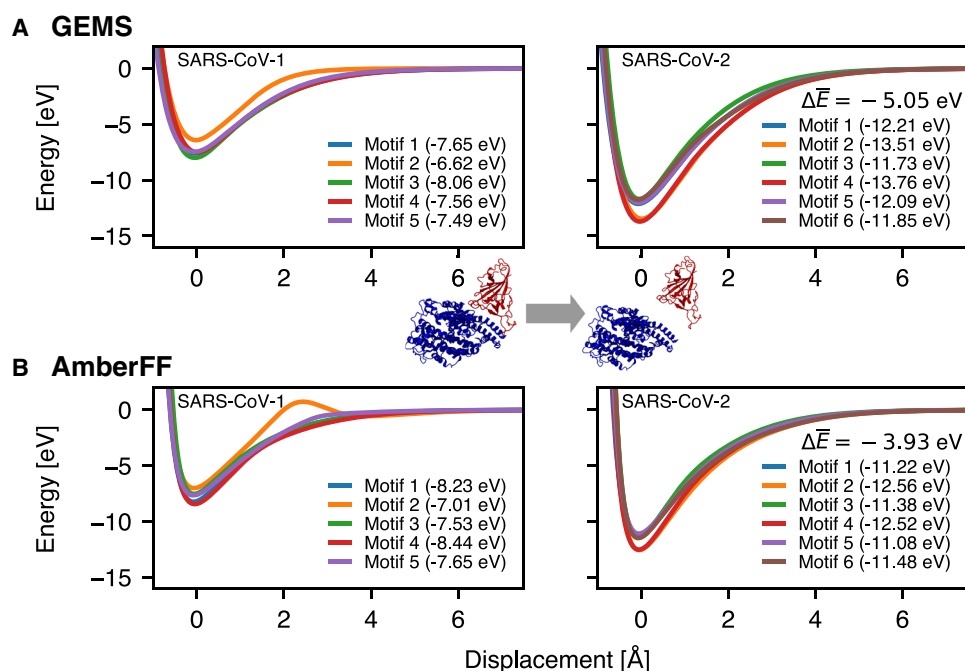 A GEMS
SARS-CoV-1
Energy [eV]
0
−5
−10
−15
Motif 1 (-7.65 eV)
Motif 2 (-6.62 eV)
Motif 3 (-8.06 eV)
Motif 4 (-7.56 eV)
Motif 5 (-7.49 eV)
0 2 4 6
SARS-CoV-2
ΔE̅ = − 5.05 eV
Motif 1 (-12.21 eV)
Motif 2 (-13.51 eV)
Motif 3 (-11.73 eV)
Motif 4 (-13.76 eV)
Motif 5 (-12.09 eV)
Motif 6 (-11.85 eV)
0 2 4 6
B AmberFF
SARS-CoV-1
Energy [eV]
0
−5
−10
−15
Motif 1 (-8.23 eV)
Motif 2 (-7.01 eV)
Motif 3 (-7.53 eV)
Motif 4 (-8.44 eV)
Motif 5 (-7.65 eV)
0 2 4 6
SARS-CoV-2
ΔE̅ = − 3.93 eV
Motif 1 (-11.22 eV)
Motif 2 (-12.56 eV)
Motif 3 (-11.38 eV)
Motif 4 (-12.52 eV)
Motif 5 (-11.08 eV)
Motif 6 (-11.48 eV)
0 2 4 6
Displacement [Å]